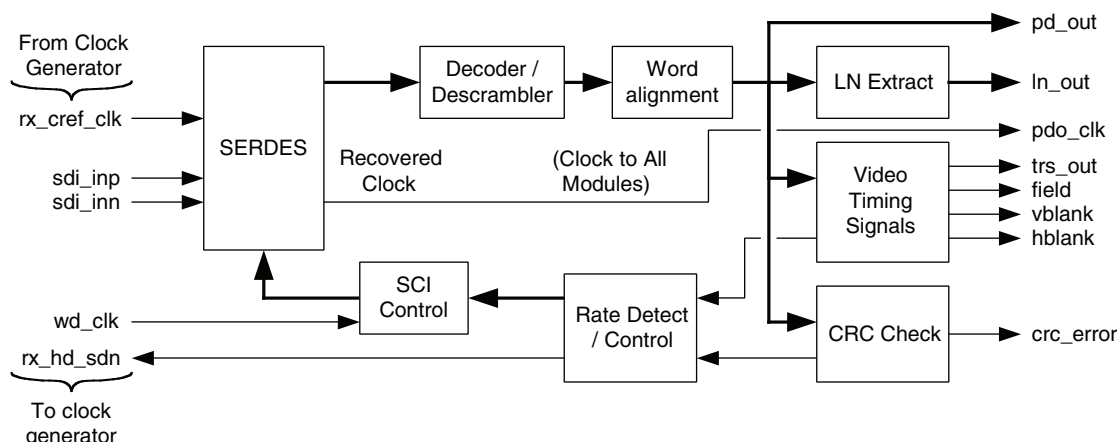 From Clock
Generator
rx_cref_clk
sdi_inp
sdi_inn
wd_clk
rx_hd_sdn
To clock
generator
SERDES
Decoder /
Descrambler
Word
alignment
LN Extract
Recovered
Clock
(Clock to All
Modules)
Video
Timing
Signals
SCI
Control
Rate Detect
/ Control
CRC Check
pd_out
ln_out
pdo_clk
trs_out
field
vblank
hblank
crc_error